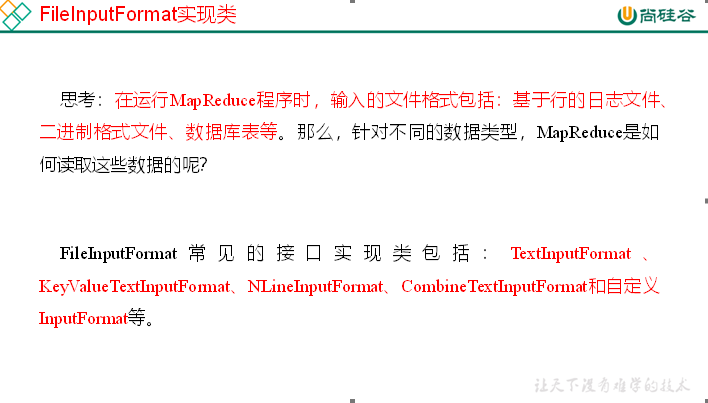 FileInputFormat实现类
尚硅谷
思考：在运行MapReduce程序时，输入的文件格式包括：基于行的日志文件、
二进制格式文件、数据库表等。那么，针对不同的数据类型，MapReduce是如
何读取这些数据的呢？
FileInputFormat常见的接口实现类包括：TextInputFormat、
KeyValueTextInputFormat、NLineInputFormat、CombineTextInputFormat和自定义
InputFormat等。
让天下没有难学的技术